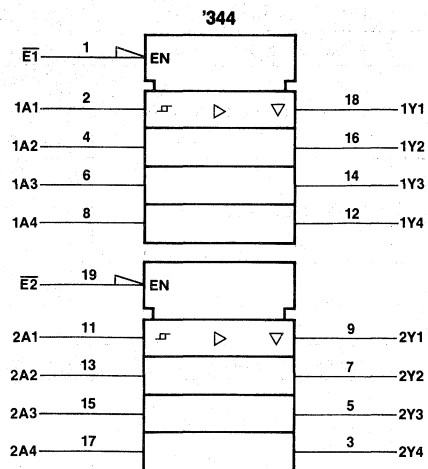 '344
E1 1 EN
1A1 2 18 1Y1
1A2 4 16 1Y2
1A3 6 14 1Y3
1A4 8 12 1Y4
E2 19 EN
2A1 11 9 2Y1
2A2 13 7 2Y2
2A3 15 5 2Y3
2A4 17 3 2Y4